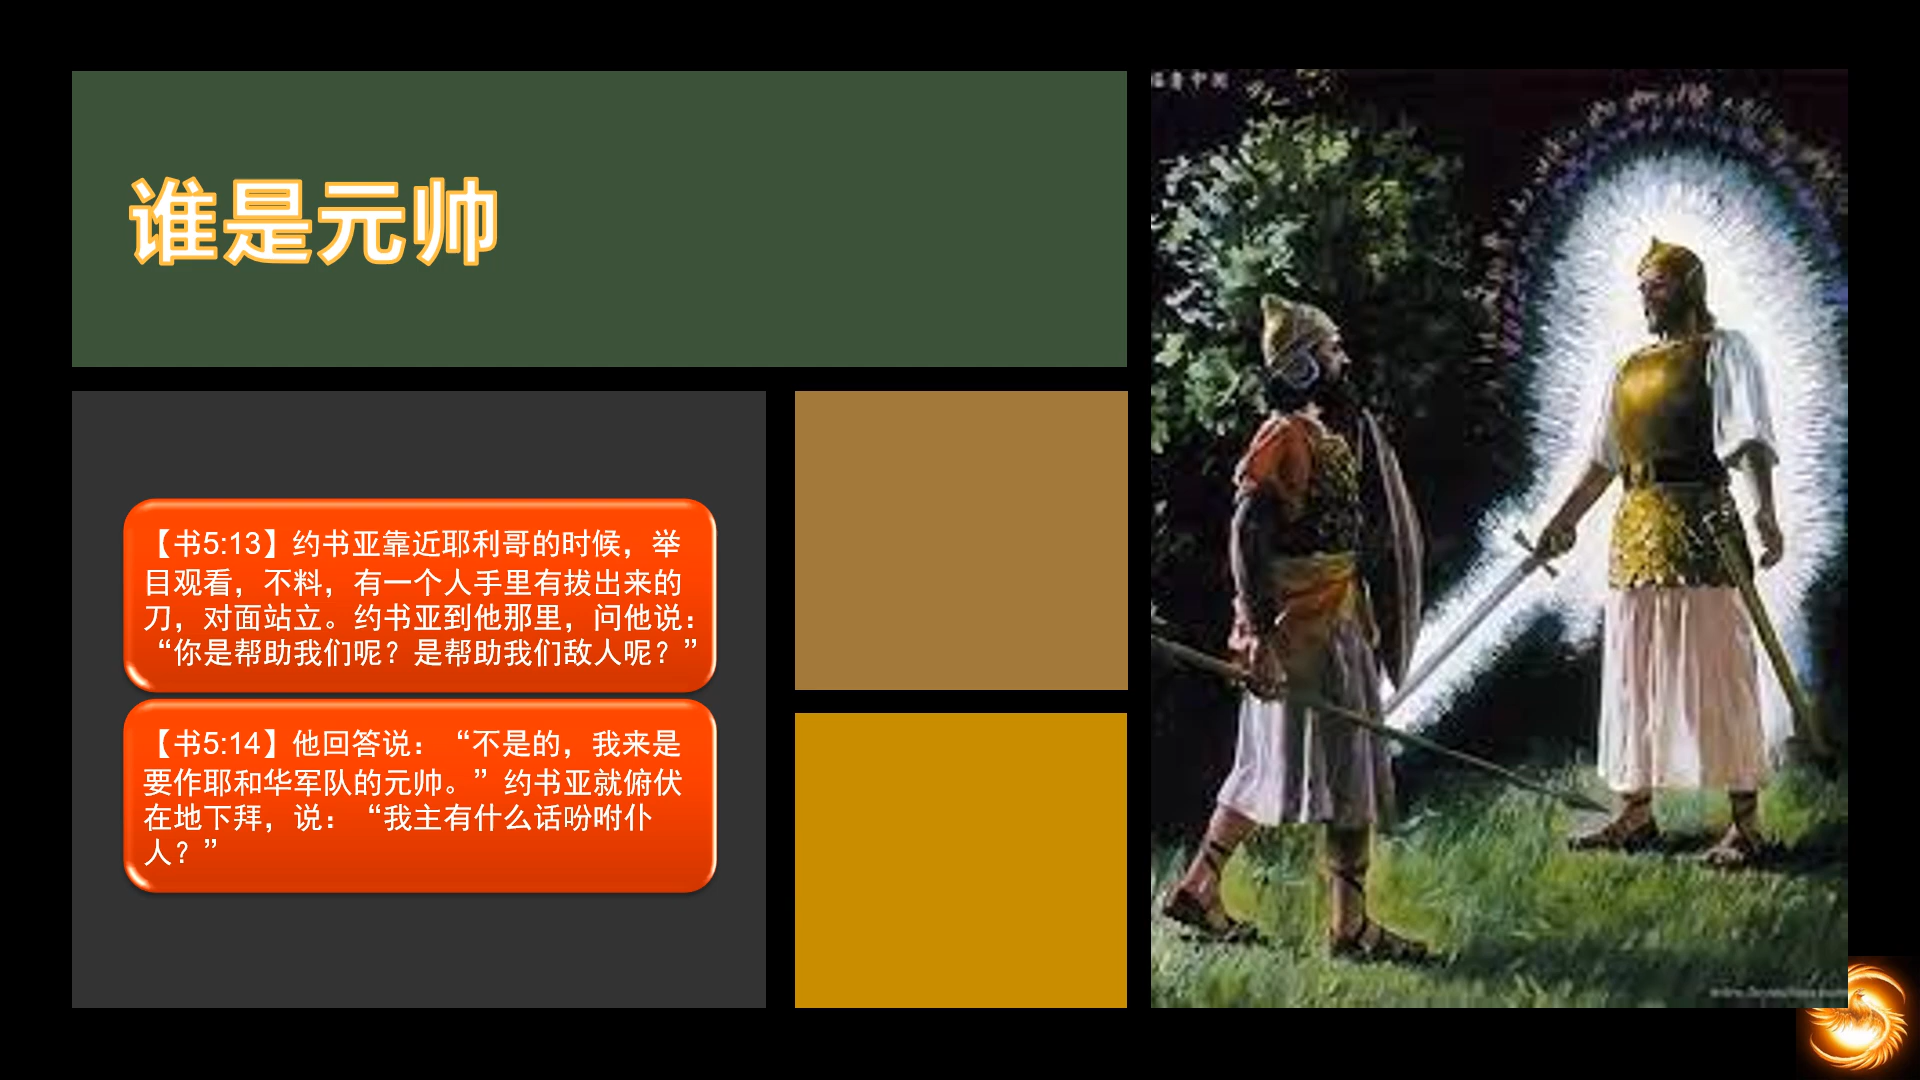 谁是元帅
【书5:13】约书亚靠近耶利哥的时候，举
目观看，不料，有一个人手里有拔出来的
刀，对面站立。约书亚到他那里，问他说：
“你是帮助我们呢？是帮助我们敌人呢？”
【书5:14】他回答说：“不是的，我来是
要作耶和华军队的元帅。”约书亚就俯伏
在地下拜，说：“我主有什么话吩咐仆
人？”